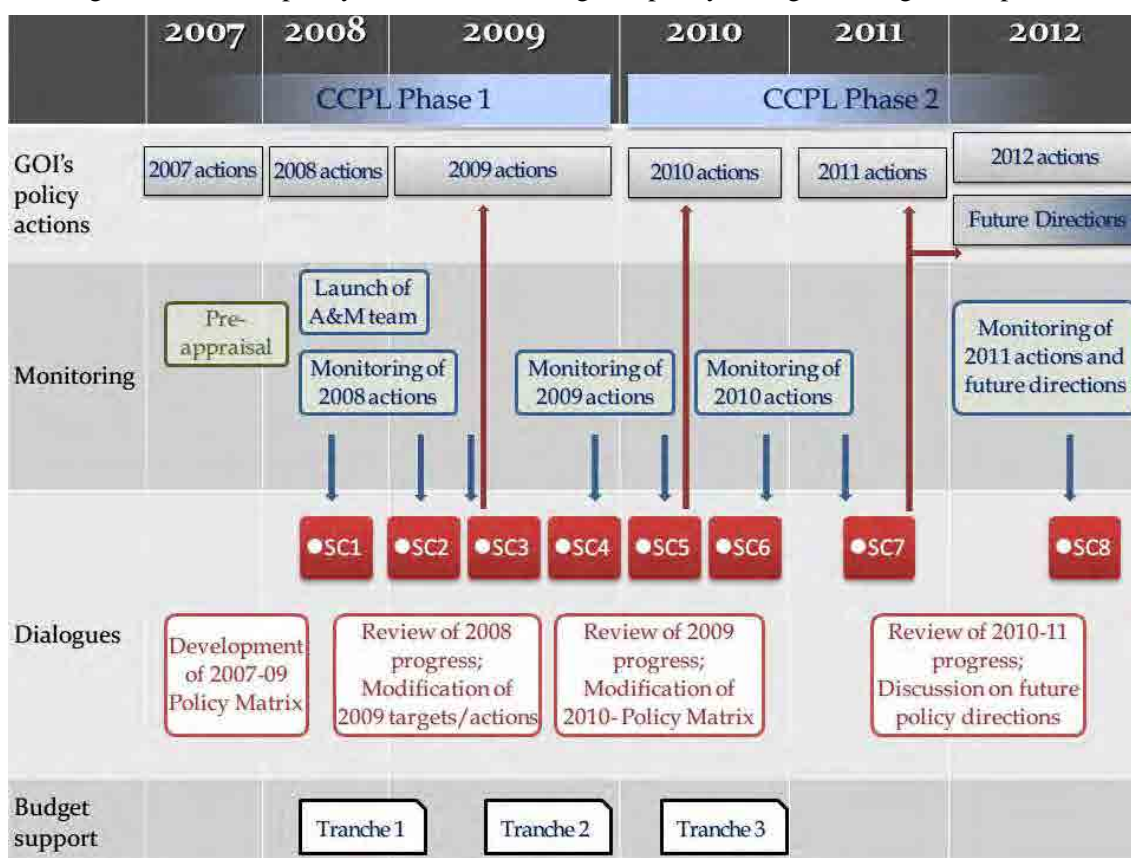 2007 2008 2009 2010 2011 2012
CCPL Phase 1 CCPL Phase 2
GOI's
policy
actions
2007 actions 2008 actions 2009 actions 2010 actions 2011 actions 2012 actions
Future Directions
Monitoring
Pre-
appraisal
Launch of
A&M team
Monitoring of
2008 actions
Monitoring of
2009 actions
Monitoring of
2010 actions
Monitoring of
2011 actions and
future directions
SC1 SC2 SC3 SC4 SC5 SC6 SC7 SC8
Dialogues
Development
of 2007-09
Policy Matrix
Review of 2008
progress;
Modification of
2009 targets/actions
Review of 2009
progress;
Modification of
2010- Policy Matrix
Review of 2010-11
progress;
Discussion on future
policy directions
Budget
support
Tranche 1 Tranche 2 Tranche 3